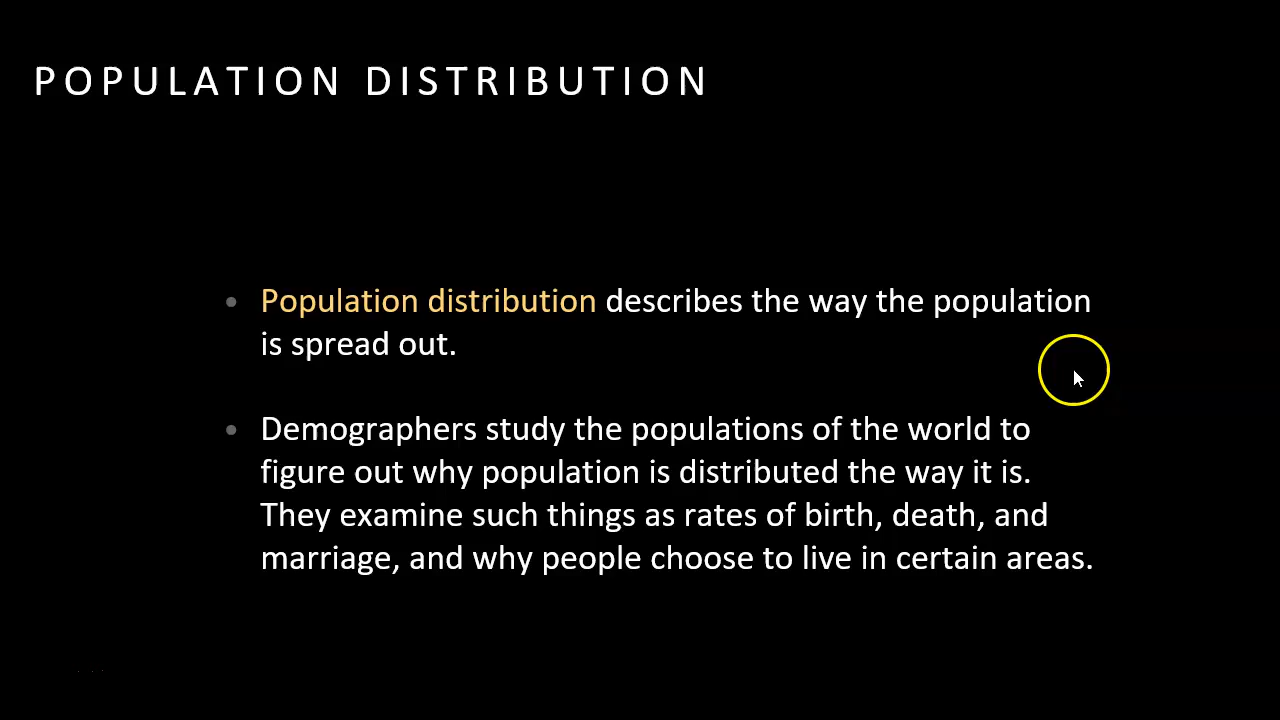 POPULATION DISTRIBUTION
• Population distribution describes the way the population
is spread out.
• Demographers study the populations of the world to
figure out why population is distributed the way it is.
They examine such things as rates of birth, death, and
marriage, and why people choose to live in certain areas.